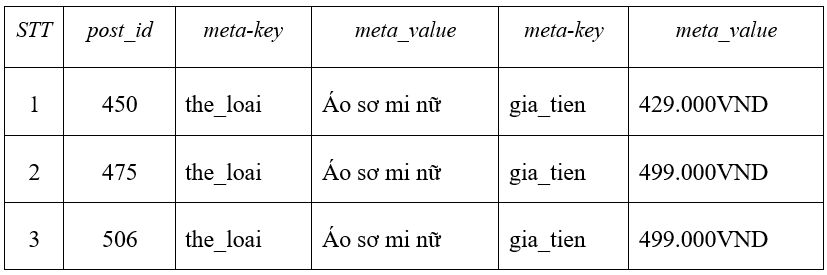 STT post_id meta-key meta_value meta-key meta_value
1 450 the_loai Áo sơ mi nữ gia_tien 429.000VND
2 475 the_loai Áo sơ mi nữ gia_tien 499.000VND
3 506 the_loai Áo sơ mi nữ gia_tien 499.000VND